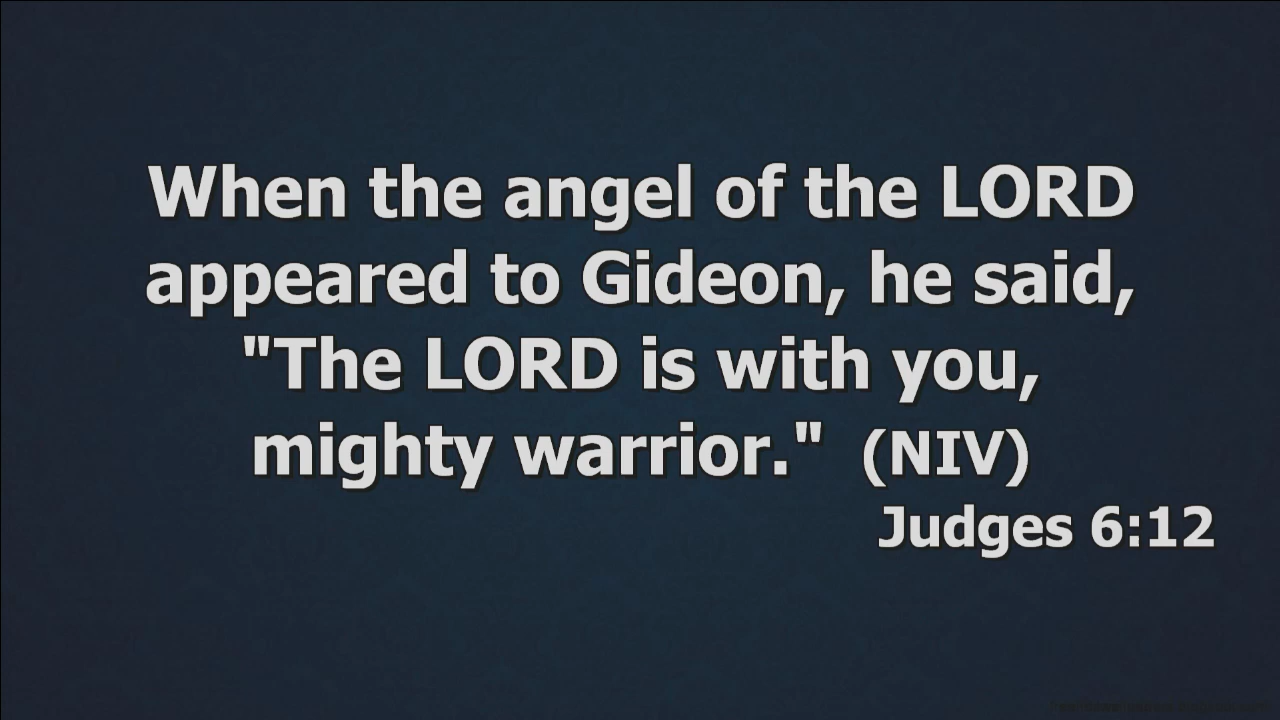 When the angel of the LORD
appeared to Gideon, he said,
"The LORD is with you,
mighty warrior." (NIV)
Judges 6:12